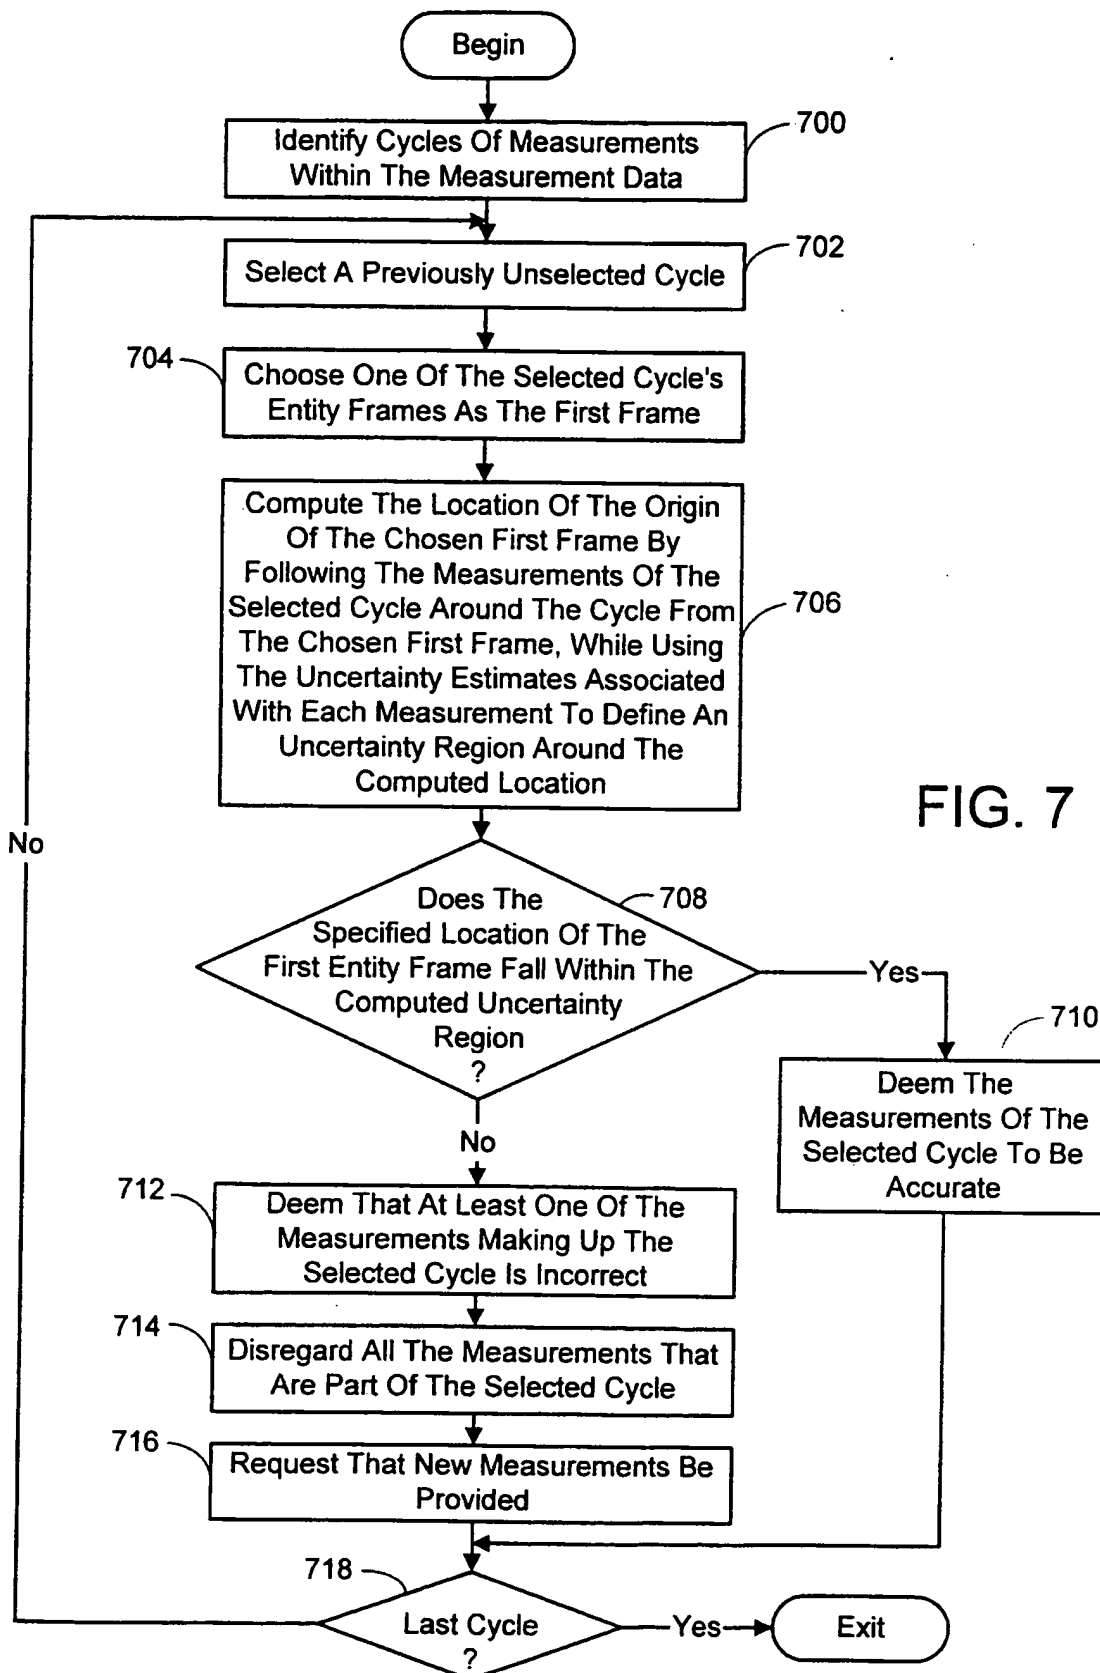 Begin
700
Identify Cycles Of Measurements
Within The Measurement Data
702
Select A Previously Unselected Cycle
704
Choose One Of The Selected Cycle's
Entity Frames As The First Frame
Compute The Location Of The Origin
Of The Chosen First Frame By
Following The Measurements Of The
Selected Cycle Around The Cycle From
The Chosen First Frame, While Using
The Uncertainty Estimates Associated
With Each Measurement To Define An
Uncertainty Region Around The
Computed Location
706
FIG. 7
No
708
Does The
Specified Location Of The
First Entity Frame Fall Within The
Computed Uncertainty
Region
?
Yes
710
Deem The
Measurements Of The
Selected Cycle To Be
Accurate
No
712
Deem That At Least One Of The
Measurements Making Up The
Selected Cycle Is Incorrect
714
Disregard All The Measurements That
Are Part Of The Selected Cycle
716
Request That New Measurements Be
Provided
718
Last Cycle
?
Yes
Exit